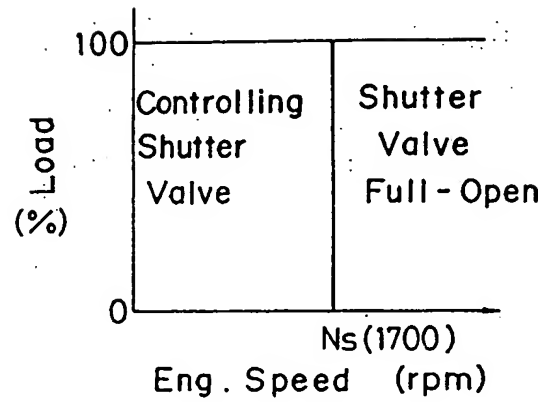 100
Controlling
Shutter
Valve
Shutter
Valve
Full-Open
Load
(%)
0
Ns(1700)
Eng. Speed (rpm)